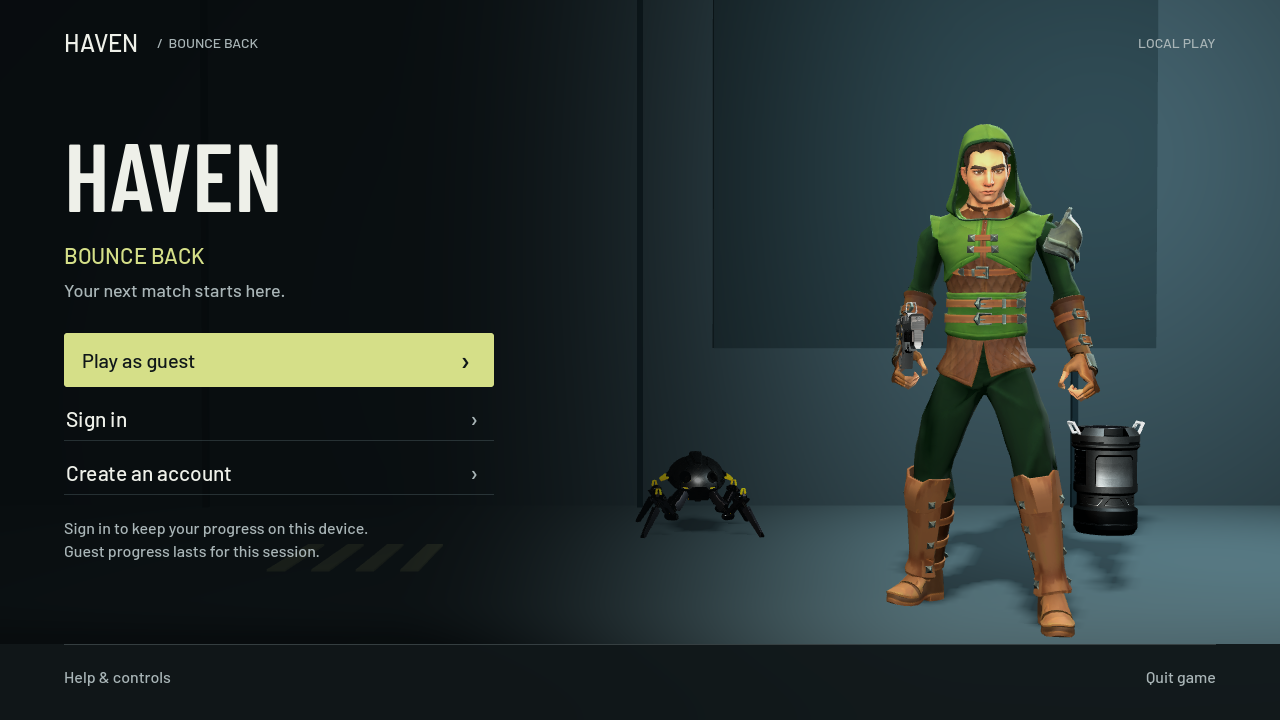 HAVEN / BOUNCE BACK
LOCAL PLAY
HAVEN
BOUNCE BACK
Your next match starts here.
Play as guest ›
Sign in ›
Create an account ›
Sign in to keep your progress on this device.
Guest progress lasts for this session.
Help & controls
Quit game